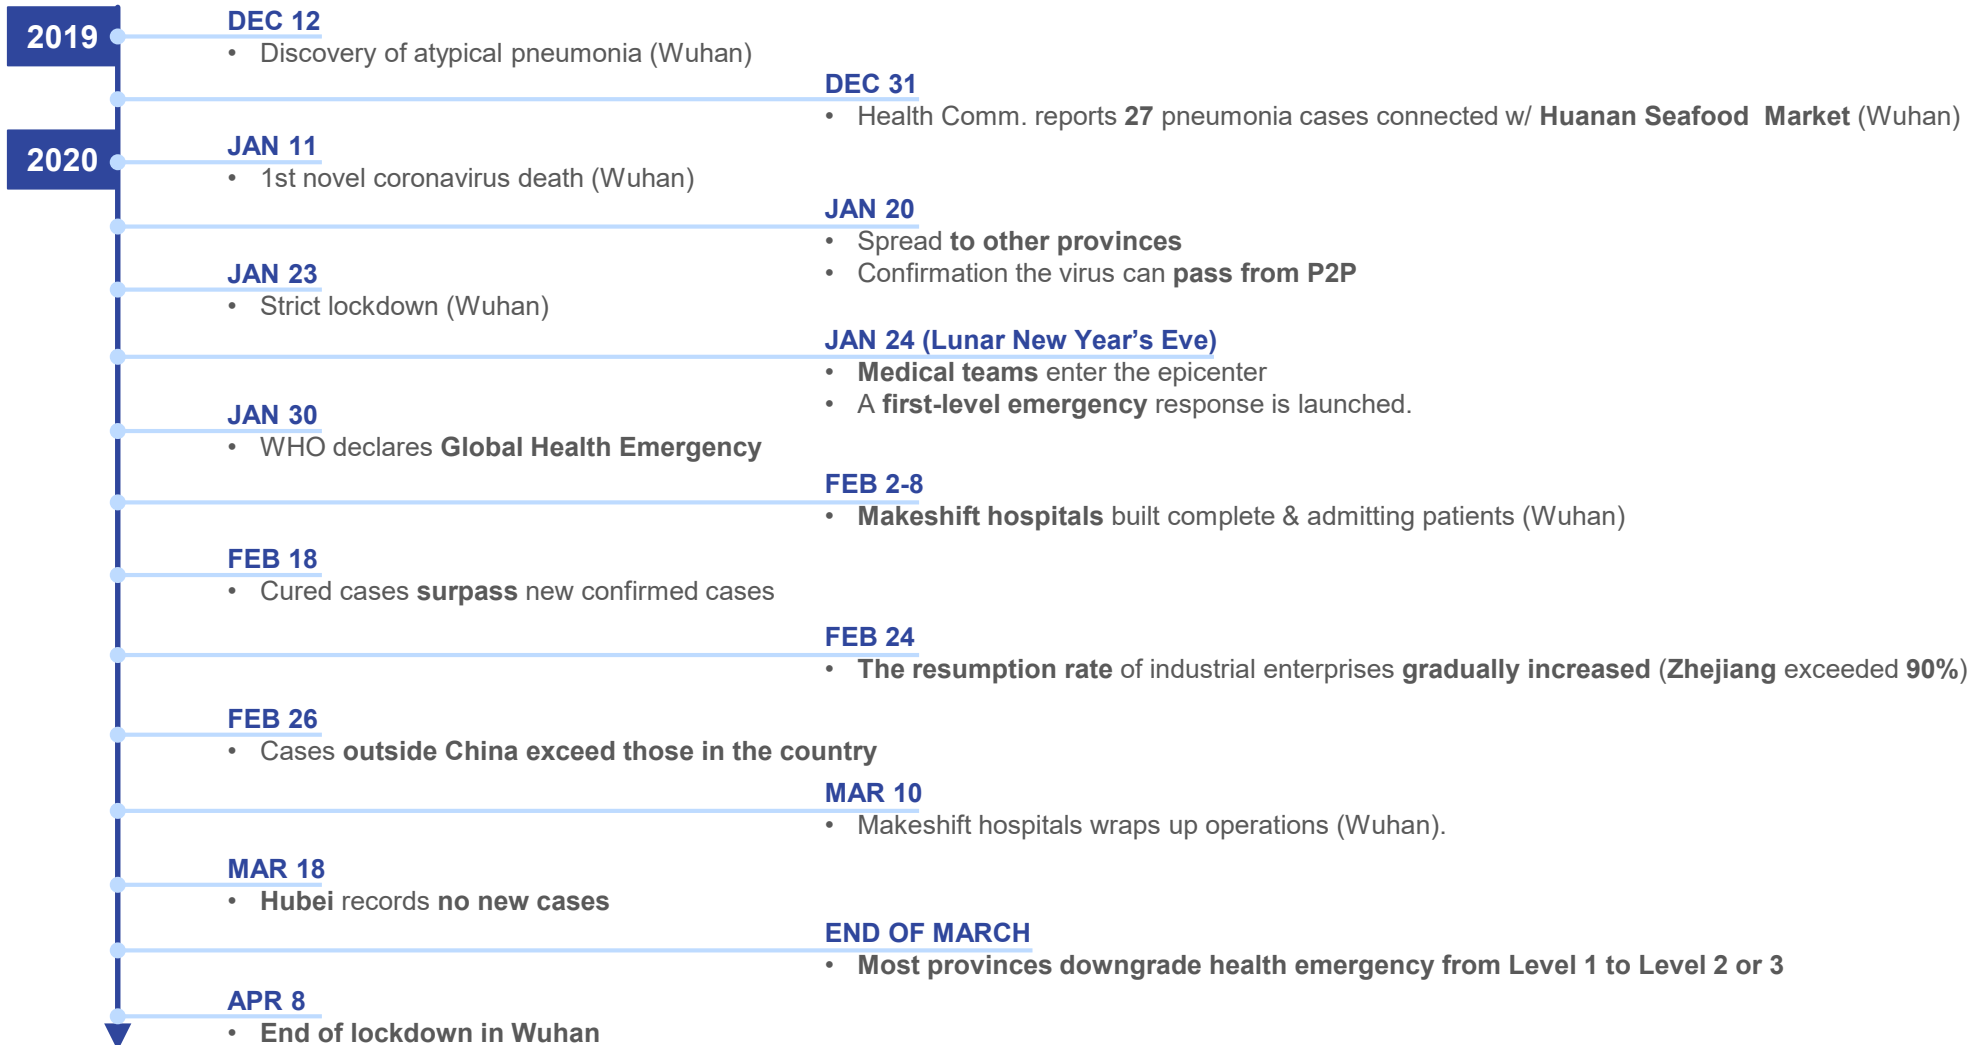 2019
DEC 12
• Discovery of atypical pneumonia (Wuhan)
DEC 31
• Health Comm. reports 27 pneumonia cases connected w/ Huanan Seafood  Market (Wuhan)
2020
JAN 11
• 1st novel coronavirus death (Wuhan)
JAN 20
• Spread to other provinces
• Confirmation the virus can pass from P2P
JAN 23
• Strict lockdown (Wuhan)
JAN 24 (Lunar New Year’s Eve)
• Medical teams enter the epicenter
• A first-level emergency response is launched.
JAN 30
• WHO declares Global Health Emergency
FEB 2-8
• Makeshift hospitals built complete & admitting patients (Wuhan)
FEB 18
• Cured cases surpass new confirmed cases
FEB 24
• The resumption rate of industrial enterprises gradually increased (Zhejiang exceeded 90%)
FEB 26
• Cases outside China exceed those in the country
MAR 10
• Makeshift hospitals wraps up operations (Wuhan).
MAR 18
• Hubei records no new cases
END OF MARCH
• Most provinces downgrade health emergency from Level 1 to Level 2 or 3
APR 8
• End of lockdown in Wuhan